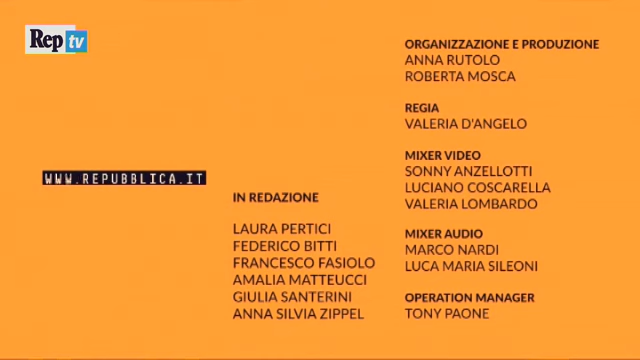 Rep tv
WWW.REPUBBLICA.IT
IN REDAZIONE
LAURA PERTICI
FEDERICO BITTI
FRANCESCO FASIOLO
AMALIA MATTEUCCI
GIULIA SANTERINI
ANNA SILVIA ZIPPEL
ORGANIZZAZIONE E PRODUZIONE
ANNA RUTOLO
ROBERTA MOSCA
REGIA
VALERIA D'ANGELO
MIXER VIDEO
SONNY ANZELLOTTI
LUCIANO COSCARELLA
VALERIA LOMBARDO
MIXER AUDIO
MARCO NARDI
LUCA MARIA SILEONI
OPERATION MANAGER
TONY PAONE